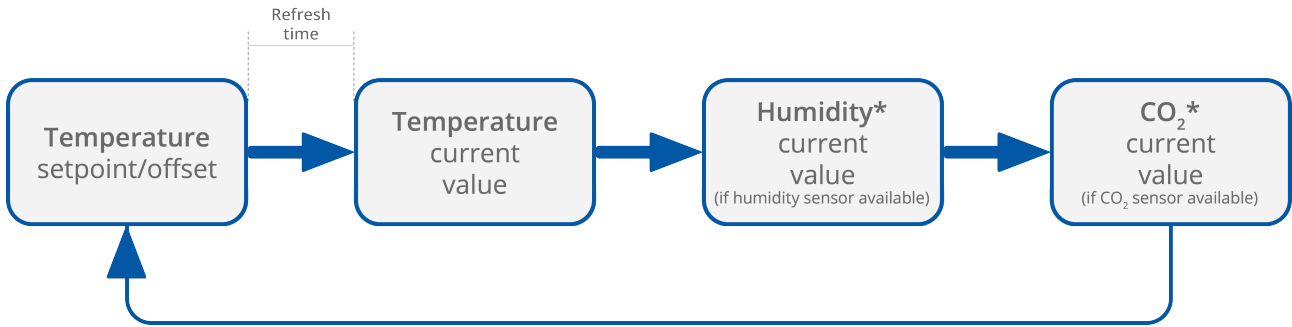 Refresh
time
Temperature
setpoint/offset
Temperature
current
value
Humidity*
current
value
(if humidity sensor available)
CO₂*
current
value
(if CO₂ sensor available)